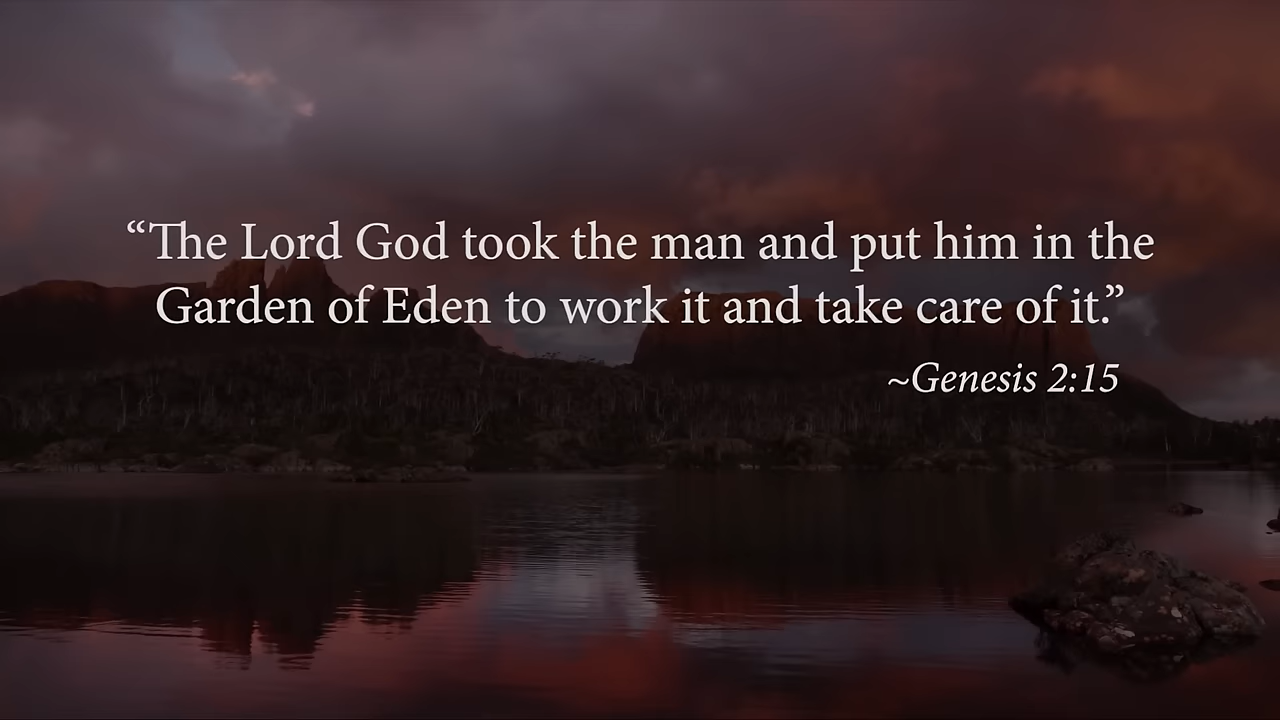 “The Lord God took the man and put him in the
Garden of Eden to work it and take care of it.”
~Genesis 2:15